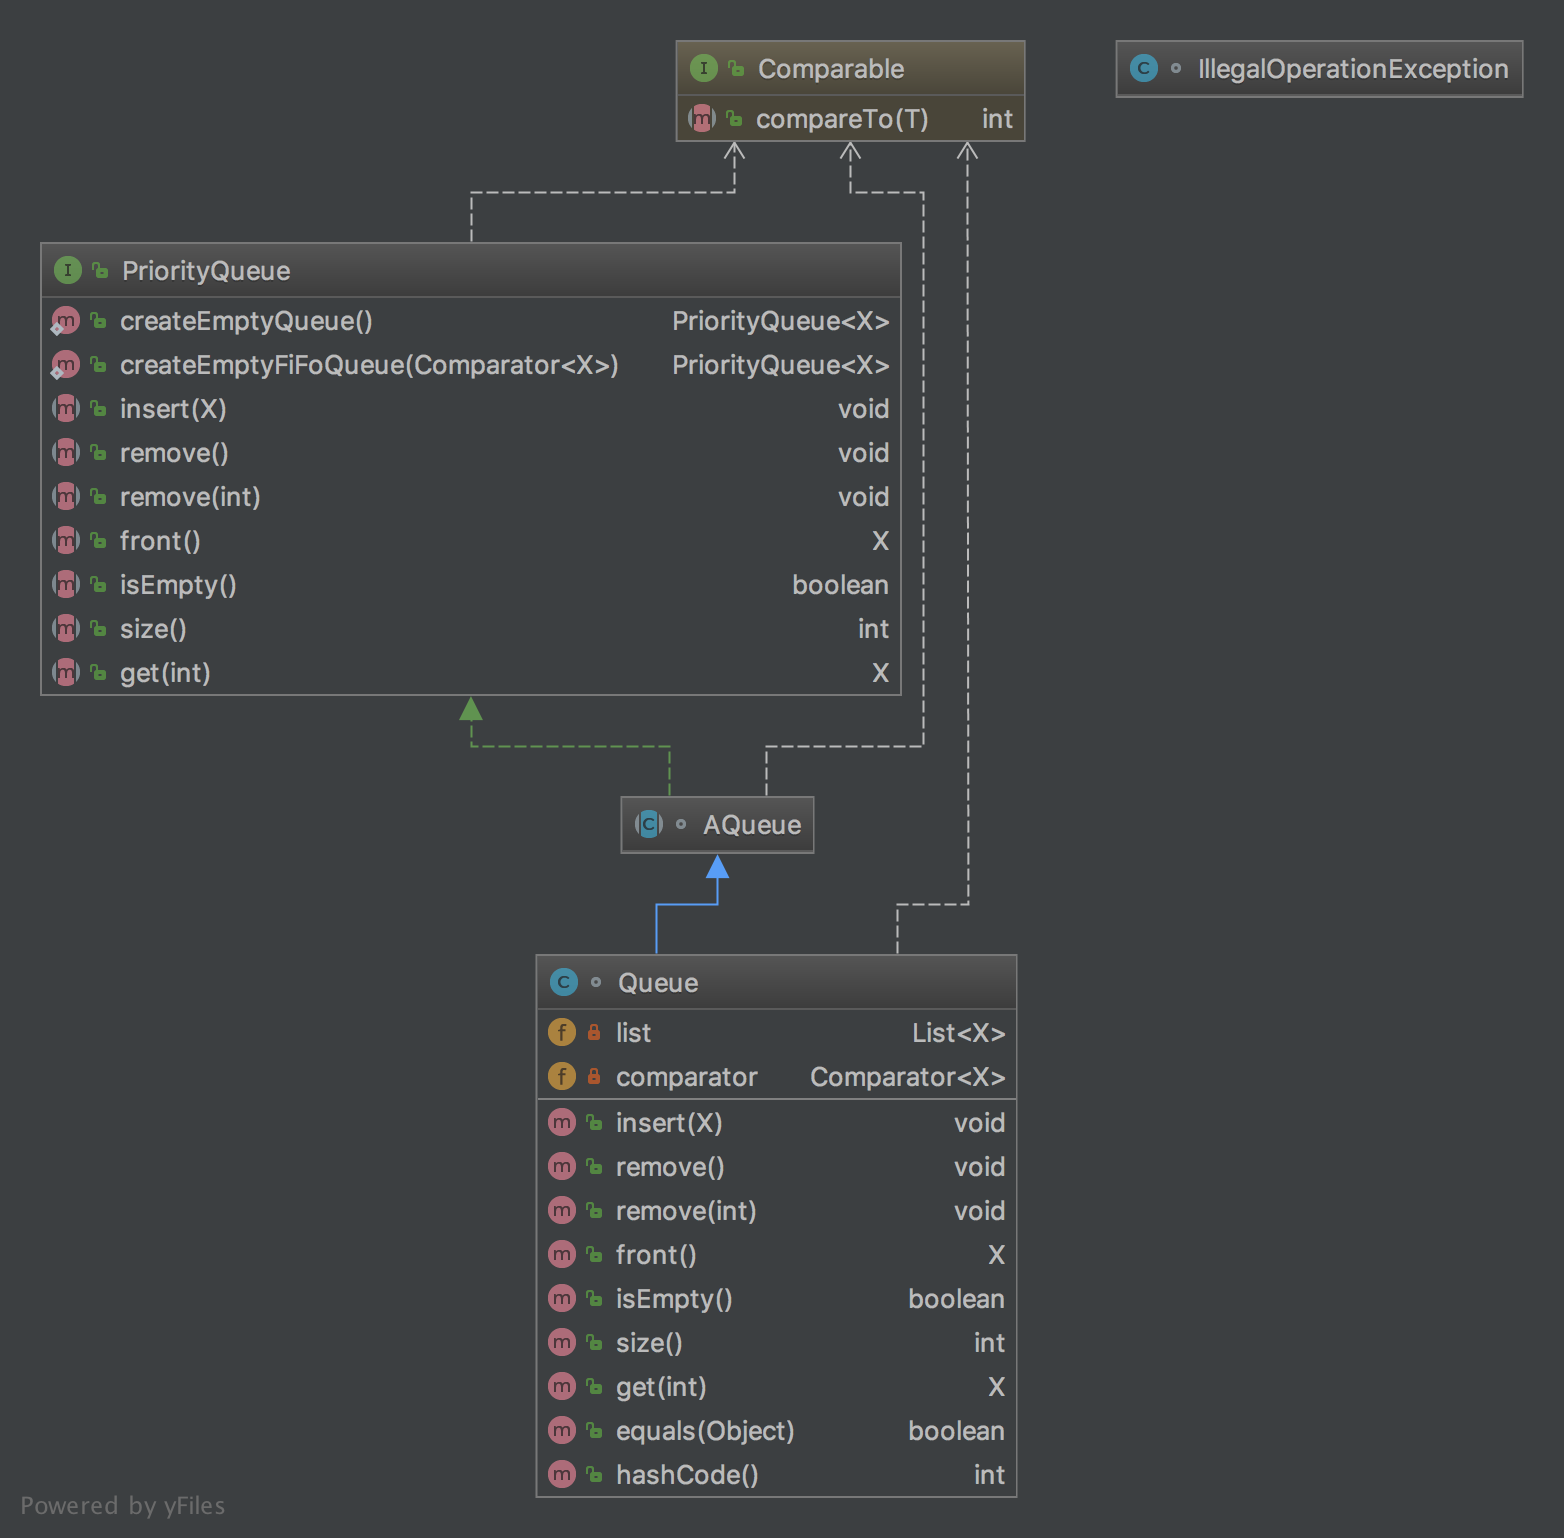 I Comparable
m compareTo(T) int
C IllegalOperationException
I PriorityQueue
m createEmptyQueue() PriorityQueue<X>
m createEmptyFiFoQueue(Comparator<X>) PriorityQueue<X>
m insert(X) void
m remove() void
m remove(int) void
m front() X
m isEmpty() boolean
m size() int
m get(int) X
C AQueue
C Queue
f list List<X>
f comparator Comparator<X>
m insert(X) void
m remove() void
m remove(int) void
m front() X
m isEmpty() boolean
m size() int
m get(int) X
m equals(Object) boolean
m hashCode() int
Powered by yFiles